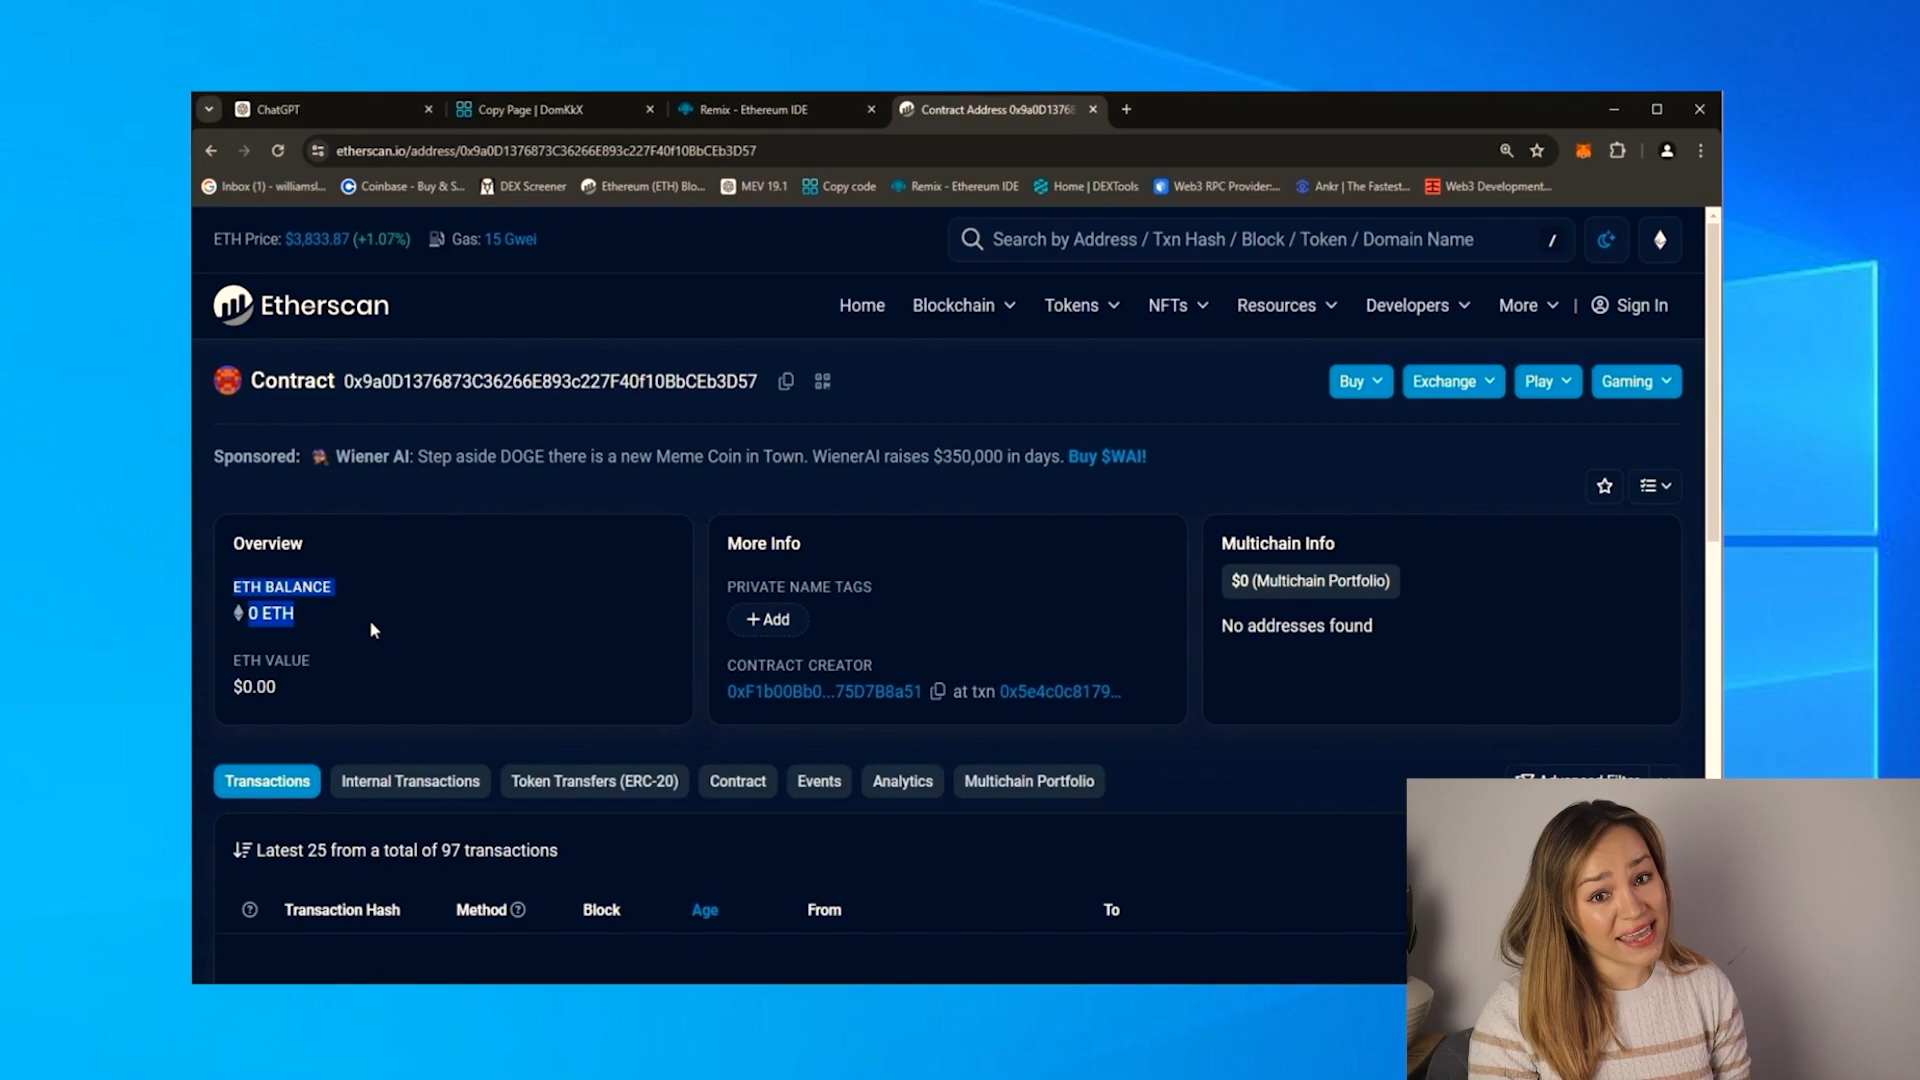 ChatGPT
Copy Page | DomKkX
Remix - Ethereum IDE
Contract Address 0x9a0D13768
etherscan.io/address/0x9a0D1376873C36266E893c227F40f10BbCEb3D57
Inbox (1) - williamsl...
Coinbase - Buy & S...
DEX Screener
Ethereum (ETH) Blo...
MEV 19.1
Copy code
Remix - Ethereum IDE
Home | DEXTools
Web3 RPC Provider:...
Ankr | The Fastest...
Web3 Development...
ETH Price: $3,833.87 (+1.07%)
Gas: 15 Gwei
Search by Address / Txn Hash / Block / Token / Domain Name
/
Etherscan
Home
Blockchain
Tokens
NFTs
Resources
Developers
More
|
Sign In
Contract 0x9a0D1376873C36266E893c227F40f10BbCEb3D57
Buy
Exchange
Play
Gaming
Sponsored: Wiener AI: Step aside DOGE there is a new Meme Coin in Town. WienerAI raises $350,000 in days. Buy $WAI!
Overview
ETH BALANCE
0 ETH
ETH VALUE
$0.00
More Info
PRIVATE NAME TAGS
+ Add
CONTRACT CREATOR
0xF1b00Bb0...75D7B8a51 at txn 0x5e4c0c8179...
Multichain Info
$0 (Multichain Portfolio)
No addresses found
Transactions
Internal Transactions
Token Transfers (ERC-20)
Contract
Events
Analytics
Multichain Portfolio
Advanced Filter
Latest 25 from a total of 97 transactions
Transaction Hash
Method
Block
Age
From
To